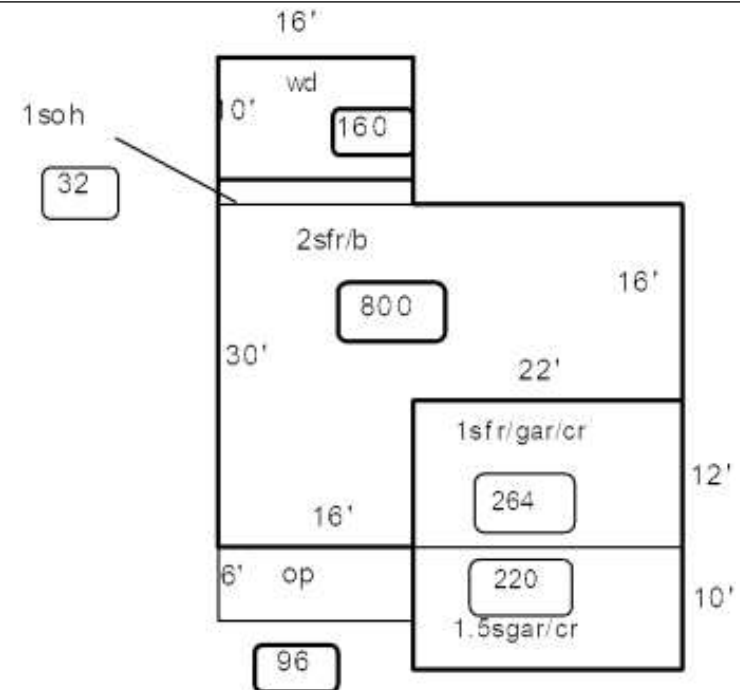 16'
wd
10'
160
1soh
32
2sfr/b
16'
800
30'
22'
1sfr/gar/cr
12'
264
16'
6'
op
220
10'
1.5sgar/cr
96